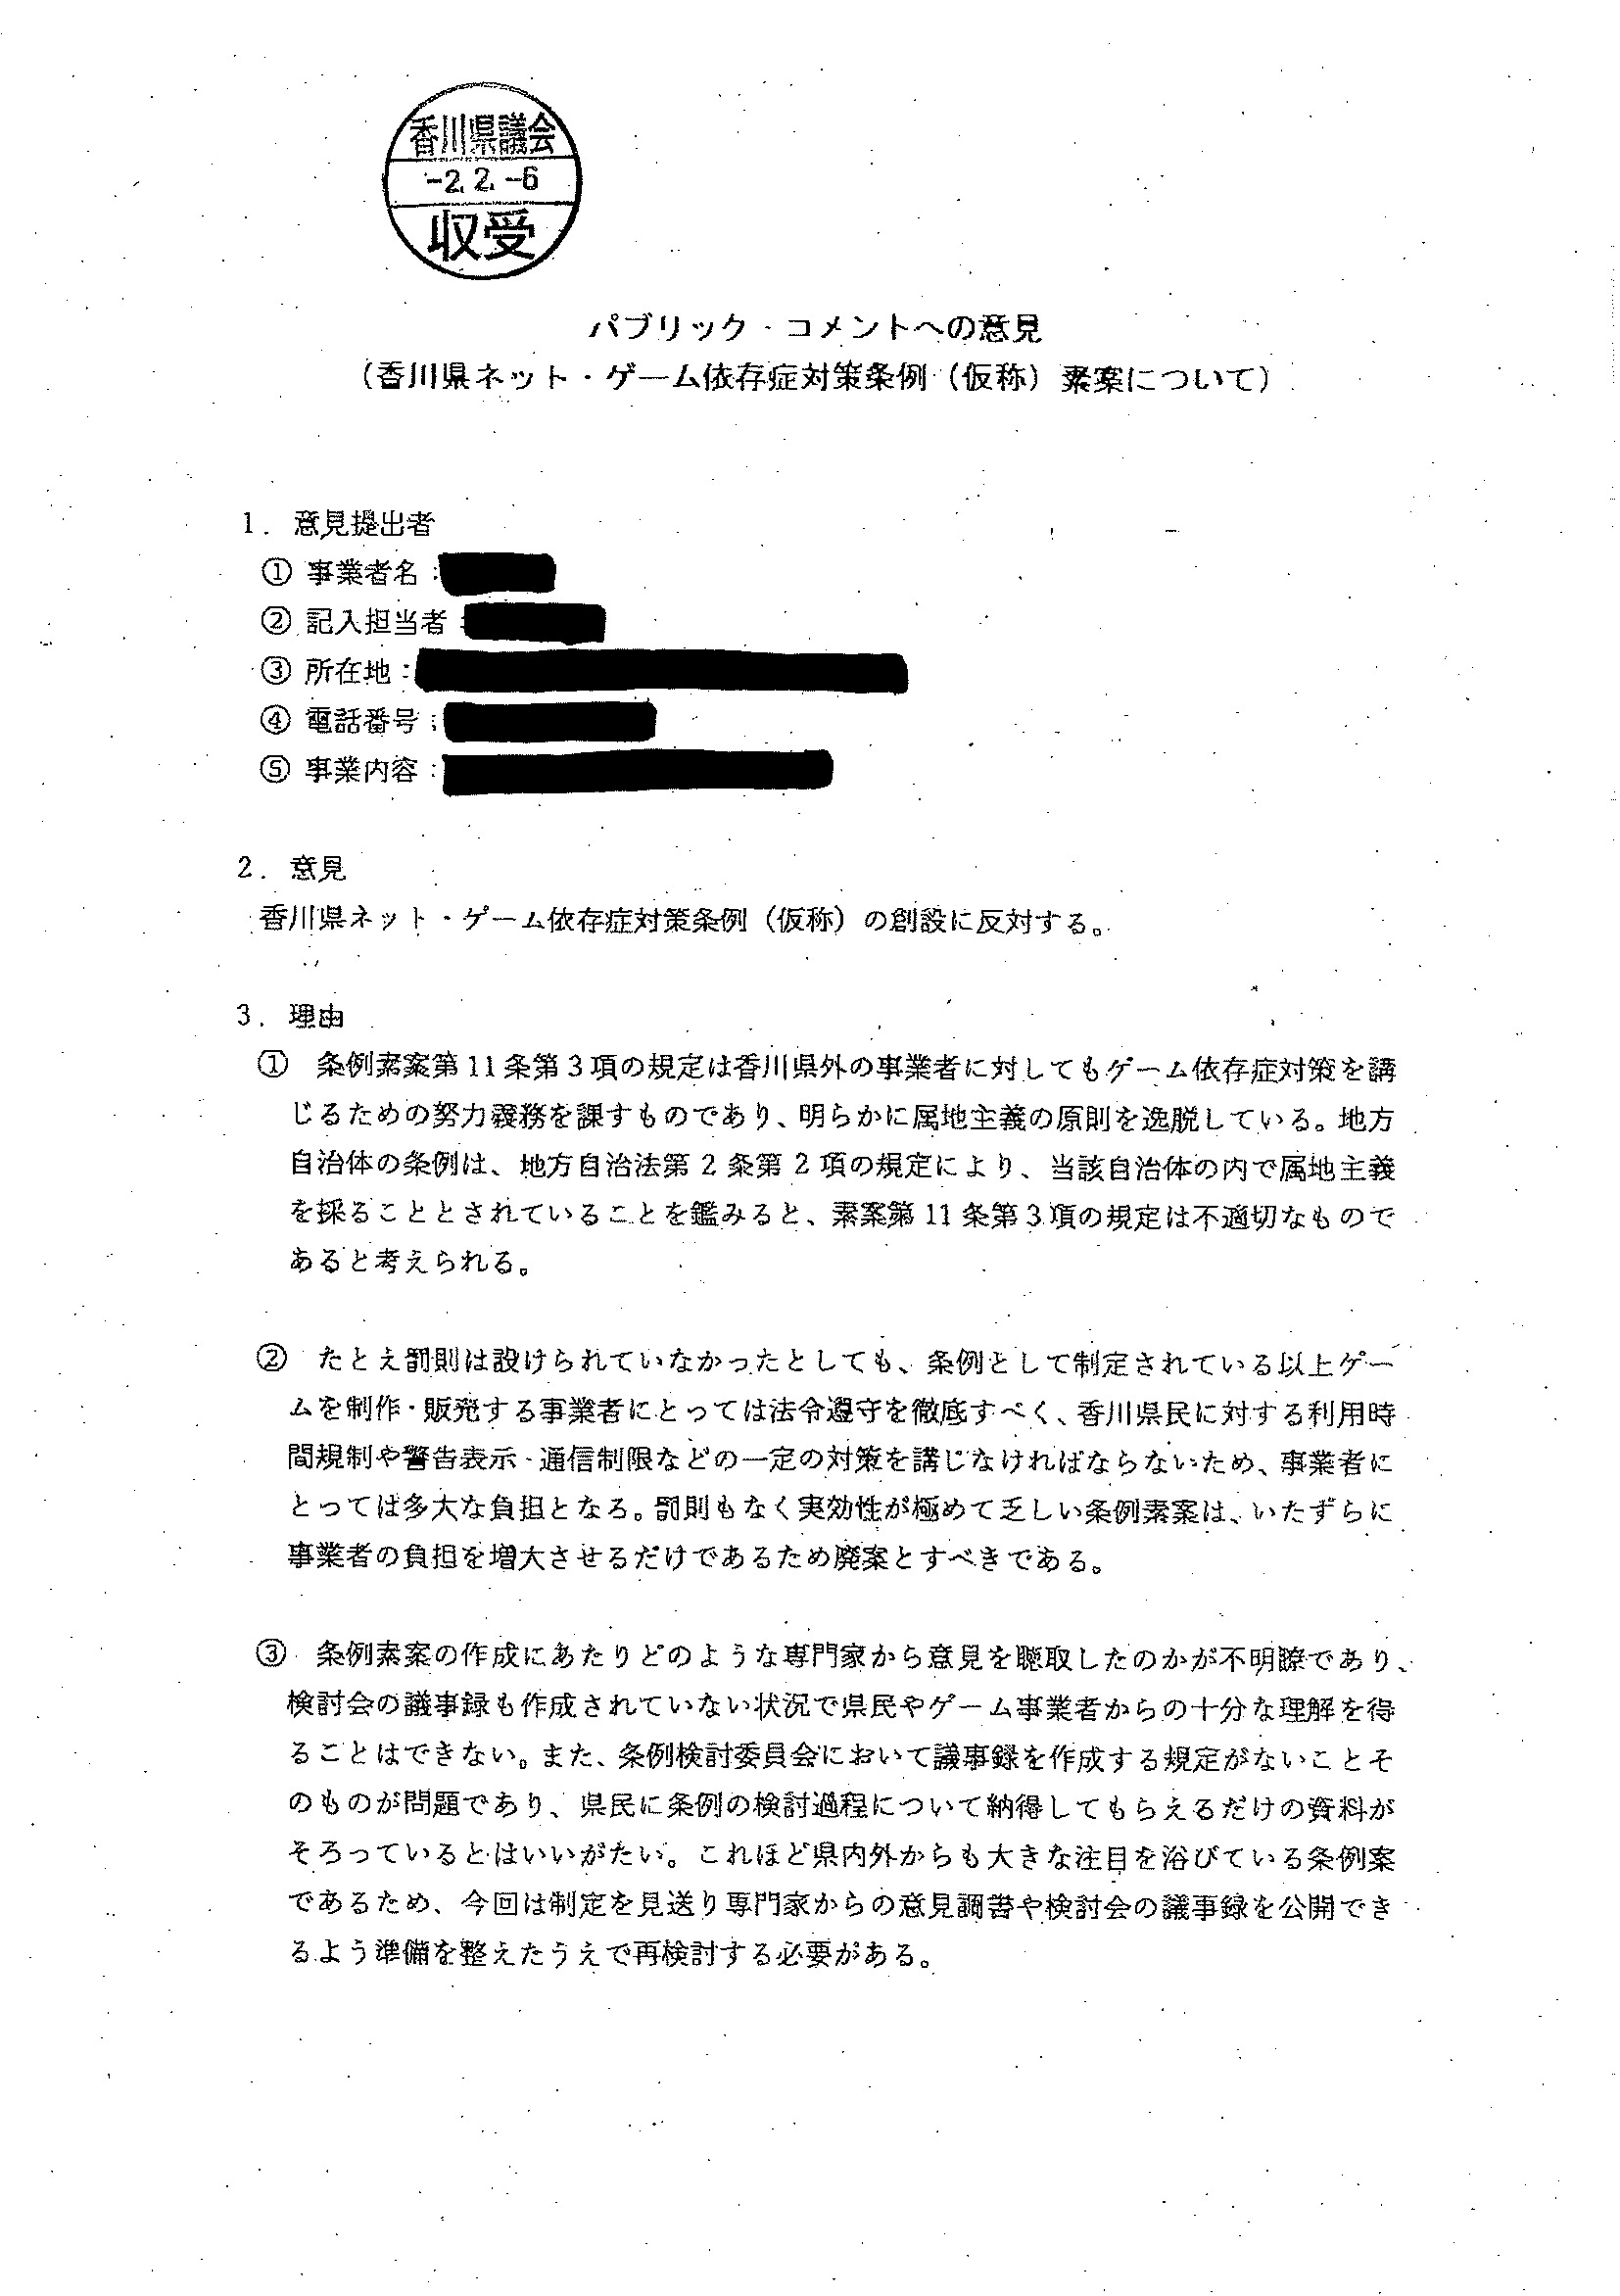 香川県議会
-2.2.-6
収受
パブリック・コメントへの意見
（香川県ネット・ゲーム依存症対策条例（仮称）素案について）
1．意見提出者
① 事業者名：
② 記入担当者：
③ 所在地：
④ 電話番号：
⑤ 事業内容：
2．意見
香川県ネット・ゲーム依存症対策条例（仮称）の創設に反対する。
3．理由
① 条例素案第11条第3項の規定は香川県外の事業者に対してもゲーム依存症対策を講
じるための努力義務を課すものであり、明らかに属地主義の原則を逸脱している。地方
自治体の条例は、地方自治法第2条第2項の規定により、当該自治体の内で属地主義
を採ることとされていることを鑑みると、素案第11条第3項の規定は不適切なもので
あると考えられる。
② たとえ罰則は設けられていなかったとしても、条例として制定されている以上ゲー
ムを制作・販売する事業者にとっては法令遵守を徹底すべく、香川県民に対する利用時
間規制や警告表示・通信制限などの一定の対策を講じなければならないため、事業者に
とっては多大な負担となる。罰則もなく実効性が極めて乏しい条例素案は、いたずらに
事業者の負担を増大させるだけであるため廃案とすべきである。
③ 条例素案の作成にあたりどのような専門家から意見を聴取したのかが不明瞭であり、
検討会の議事録も作成されていない状況で県民やゲーム事業者からの十分な理解を得
ることはできない。また、条例検討委員会において議事録を作成する規定がないことそ
のものが問題であり、県民に条例の検討過程について納得してもらえるだけの資料が
そろっているとはいいがたい。これほど県内外からも大きな注目を浴びている条例案
であるため、今回は制定を見送り専門家からの意見調書や検討会の議事録を公開でき
るよう準備を整えたうえで再検討する必要がある。